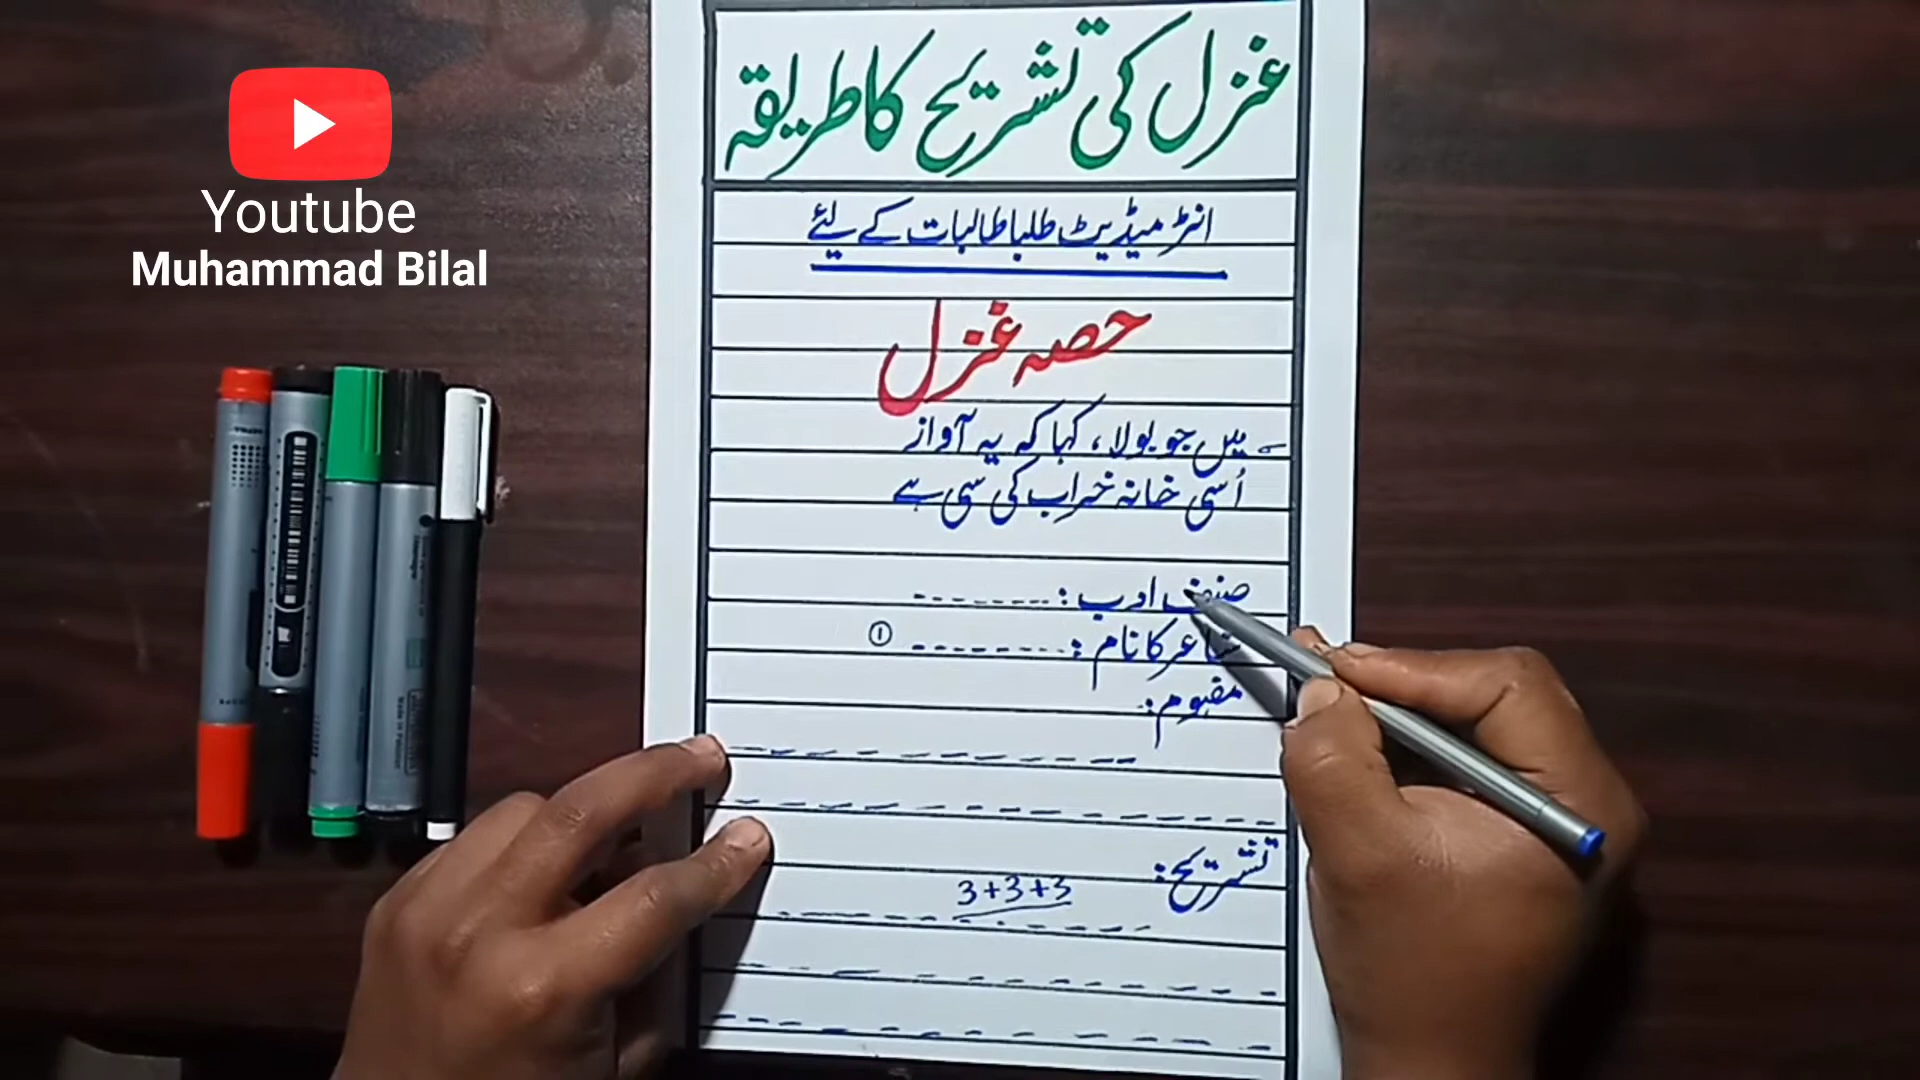 غزل کی تشریح کا طریقہ
Youtube
Muhammad Bilal
انٹرمیڈیٹ طلبا طالبات کے لئے
حصہ غزل
میں جو بولا، کہا کہ یہ آواز
اُسی خانہ خراب کی سی ہے
صنف ادب :
شاعر کا نام : ①
مفہوم:
تشریح:
3+3+3